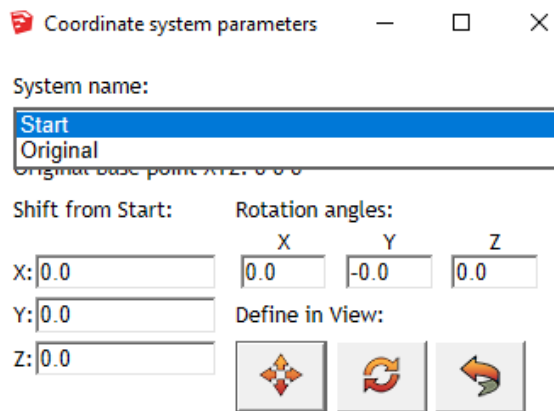 Coordinate system parameters
System name:
Start
Original
Original base point XYZ: 0 0 0
Shift from Start:
Rotation angles:
X Y Z
X: 0.0
0.0 -0.0 0.0
Y: 0.0
Define in View:
Z: 0.0